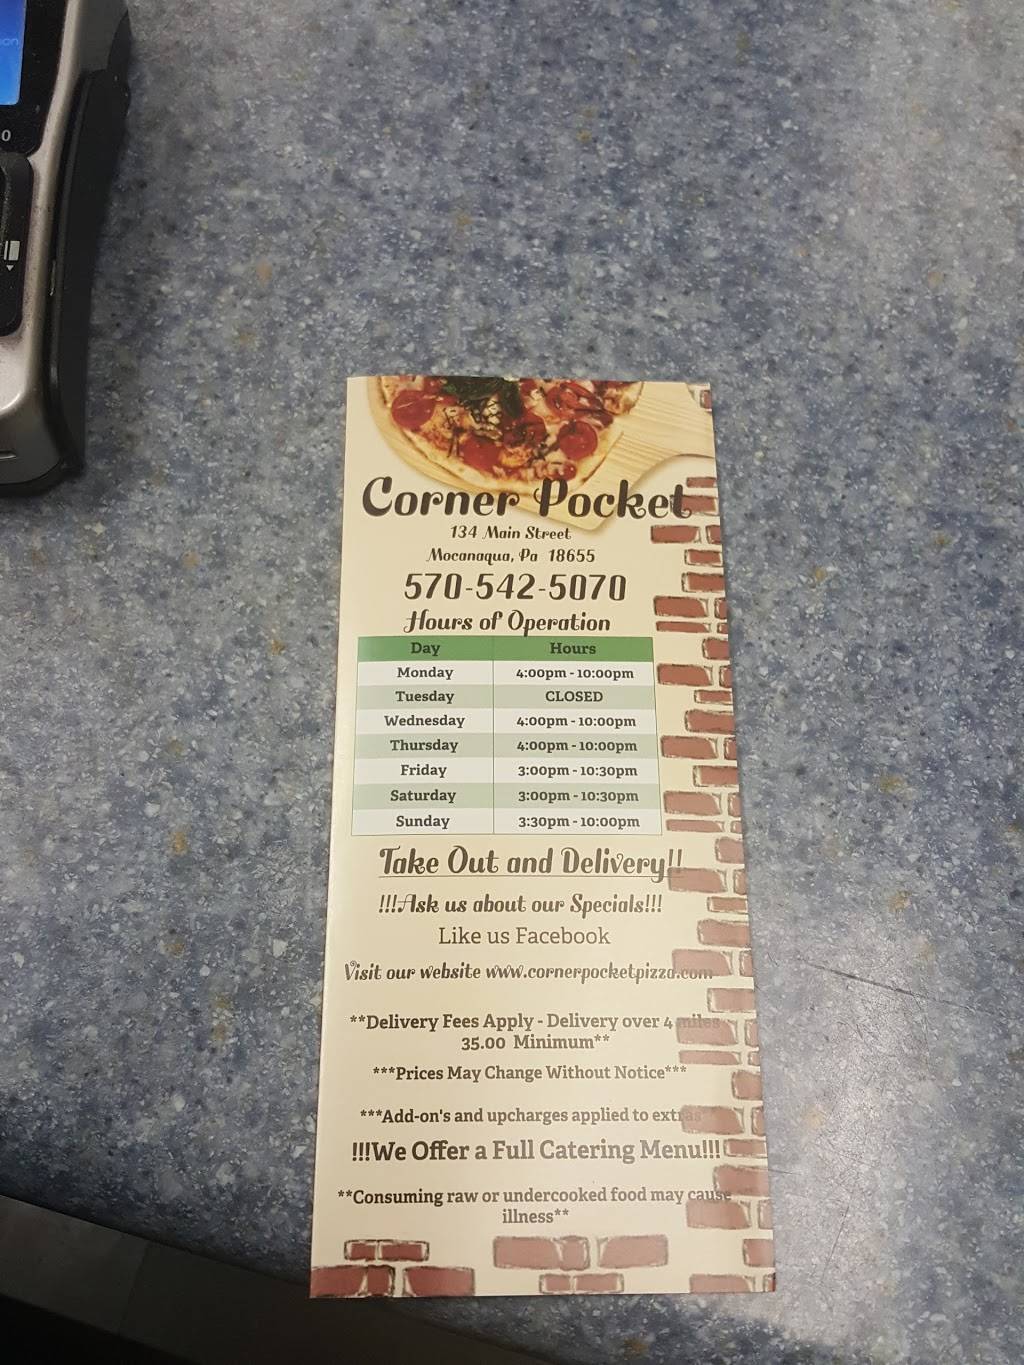 on
0
Corner Pocket
134 Main Street
Mocanaqua, Pa 18655
570-542-5070
Hours of Operation
Day Hours
Monday 4:00pm - 10:00pm
Tuesday CLOSED
Wednesday 4:00pm - 10:00pm
Thursday 4:00pm - 10:00pm
Friday 3:00pm - 10:30pm
Saturday 3:00pm - 10:30pm
Sunday 3:30pm - 10:00pm
Take Out and Delivery!!
!!!Ask us about our Specials!!!
Like us Facebook
Visit our website www.cornerpocketpizza.com
**Delivery Fees Apply - Delivery over 4 miles
35.00 Minimum**
***Prices May Change Without Notice***
***Add-on's and upcharges applied to extras
!!!We Offer a Full Catering Menu!!!
**Consuming raw or undercooked food may cause
illness**